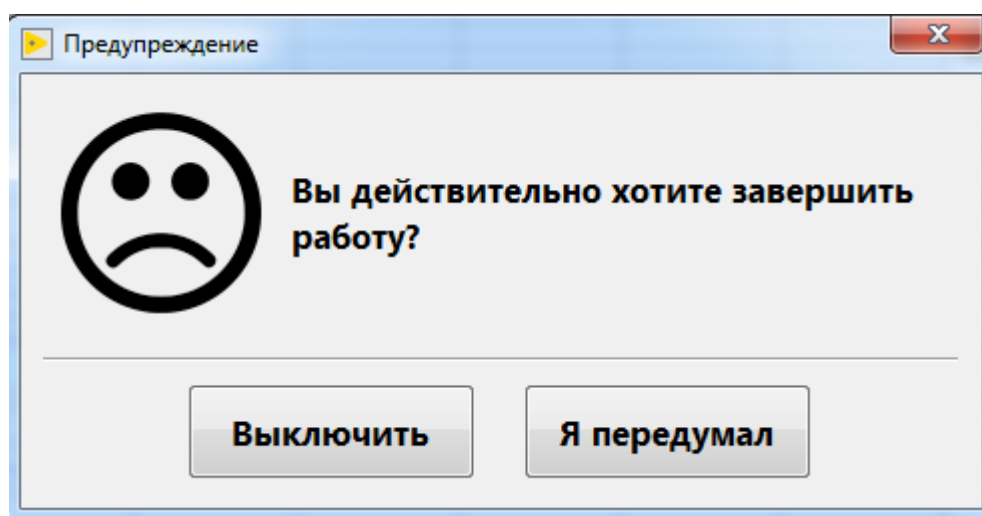 Предупреждение
Вы действительно хотите завершить
работу?
Выключить
Я передумал